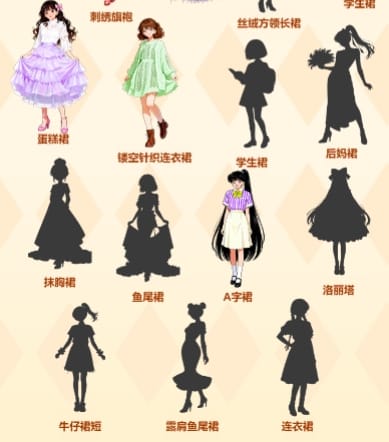 学生裙
刺绣旗袍
丝绒方领长裙
蛋糕裙
镂空针织连衣裙
学生裙
后妈裙
抹胸裙
鱼尾裙
A字裙
洛丽塔
牛仔裙短
露肩鱼尾裙
连衣裙